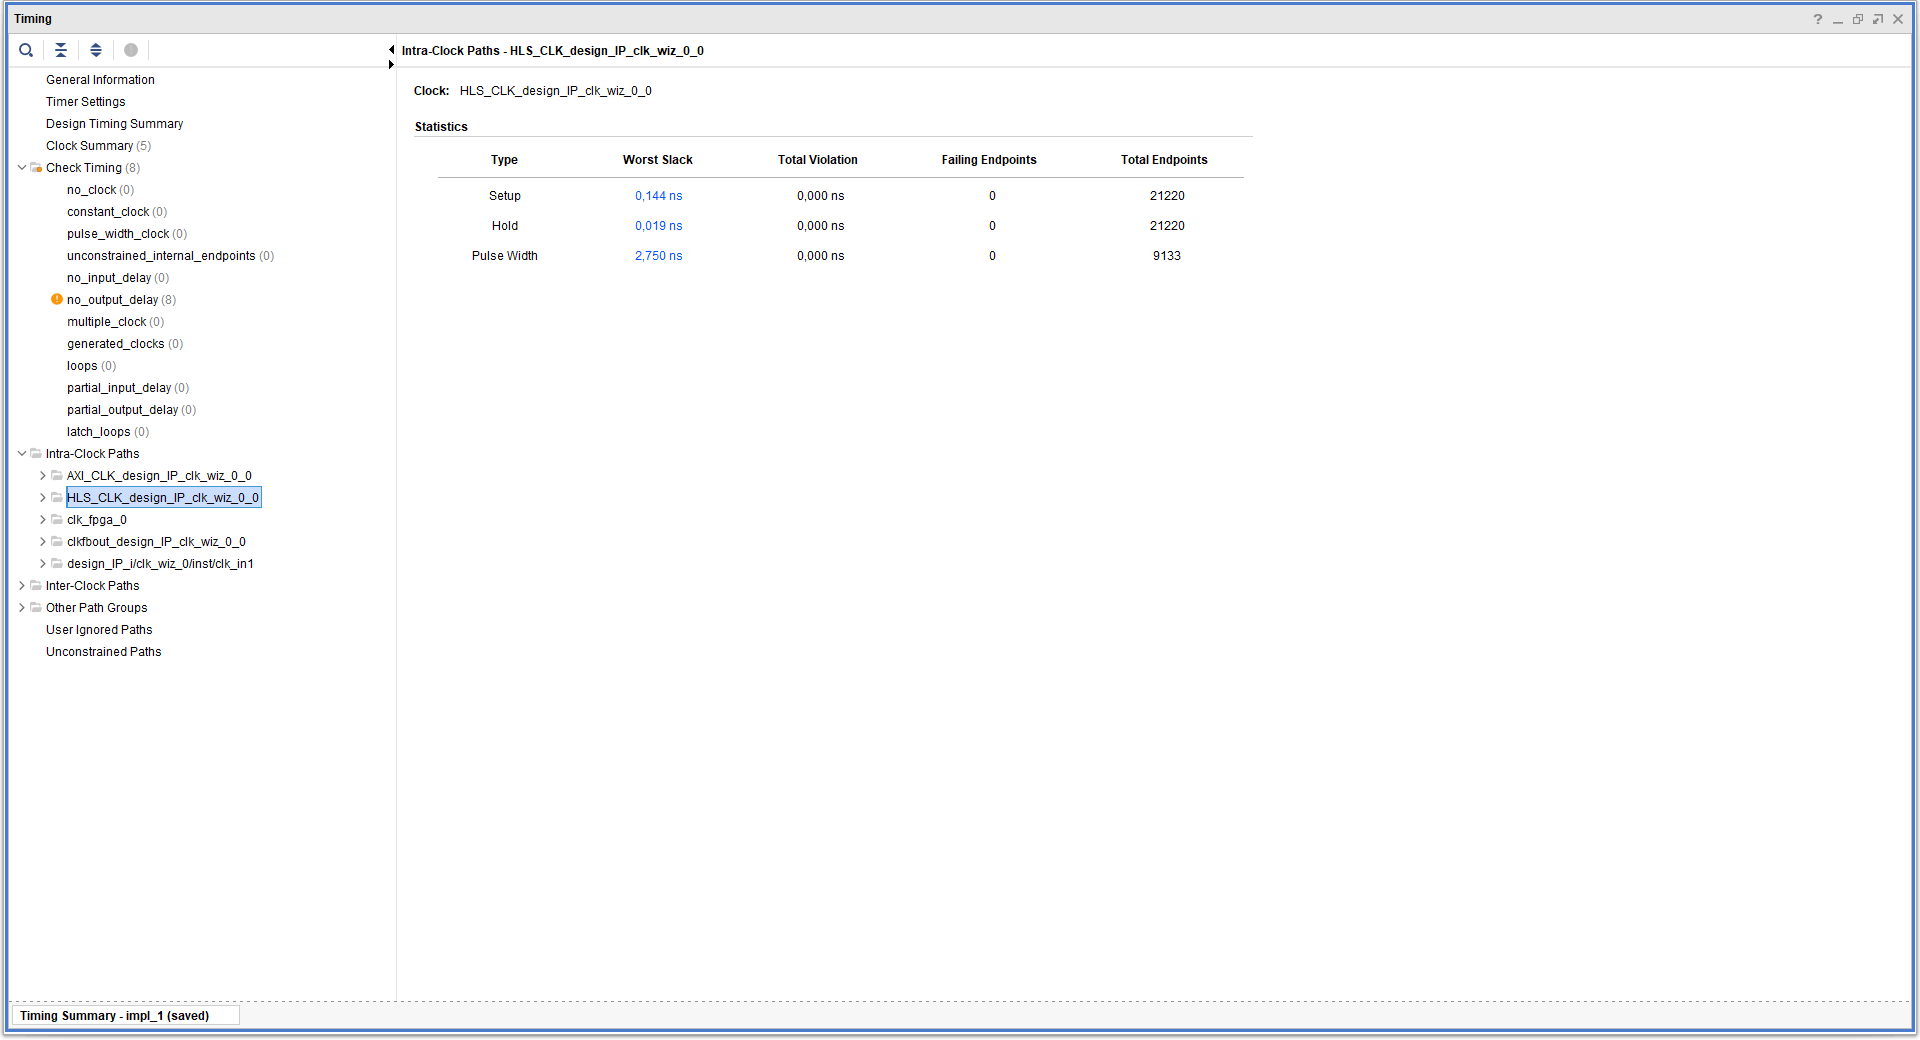 Timing
?
Intra-Clock Paths - HLS_CLK_design_IP_clk_wiz_0_0
General Information
Timer Settings
Design Timing Summary
Clock Summary (5)
Check Timing (8)
no_clock (0)
constant_clock (0)
pulse_width_clock (0)
unconstrained_internal_endpoints (0)
no_input_delay (0)
no_output_delay (8)
multiple_clock (0)
generated_clocks (0)
loops (0)
partial_input_delay (0)
partial_output_delay (0)
latch_loops (0)
Intra-Clock Paths
AXI_CLK_design_IP_clk_wiz_0_0
HLS_CLK_design_IP_clk_wiz_0_0
clk_fpga_0
clkfbout_design_IP_clk_wiz_0_0
design_IP_i/clk_wiz_0/inst/clk_in1
Inter-Clock Paths
Other Path Groups
User Ignored Paths
Unconstrained Paths
Clock: HLS_CLK_design_IP_clk_wiz_0_0
Statistics
Type Worst Slack Total Violation Failing Endpoints Total Endpoints
Setup 0,144 ns 0,000 ns 0 21220
Hold 0,019 ns 0,000 ns 0 21220
Pulse Width 2,750 ns 0,000 ns 0 9133
Timing Summary - impl_1 (saved)